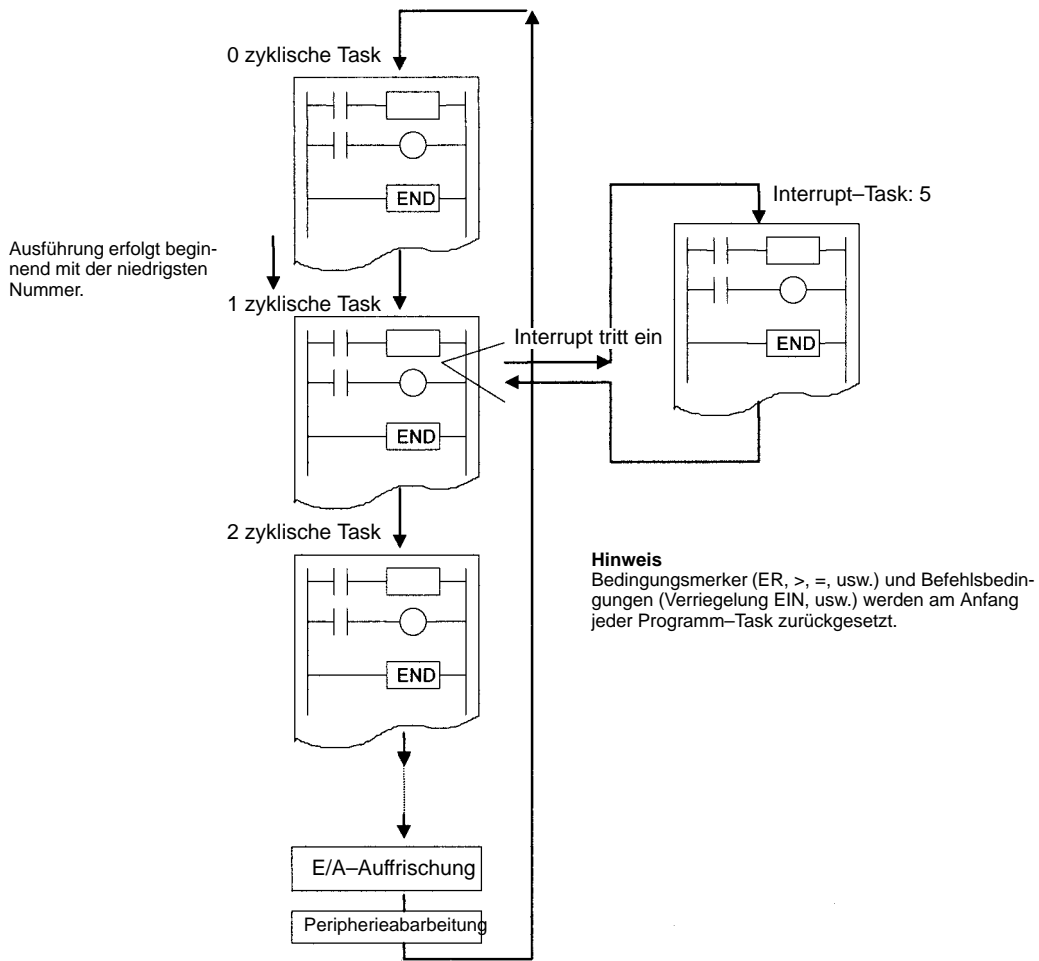 0 zyklische Task
END
Interrupt–Task: 5
END
Ausführung erfolgt begin-
nend mit der niedrigsten
Nummer.
1 zyklische Task
Interrupt tritt ein
END
2 zyklische Task
END
Hinweis
Bedingungsmerker (ER, >, =, usw.) und Befehlsbedin-
gungen (Verriegelung EIN, usw.) werden am Anfang
jeder Programm–Task zurückgesetzt.
E/A–Auffrischung
Peripherieabarbeitung